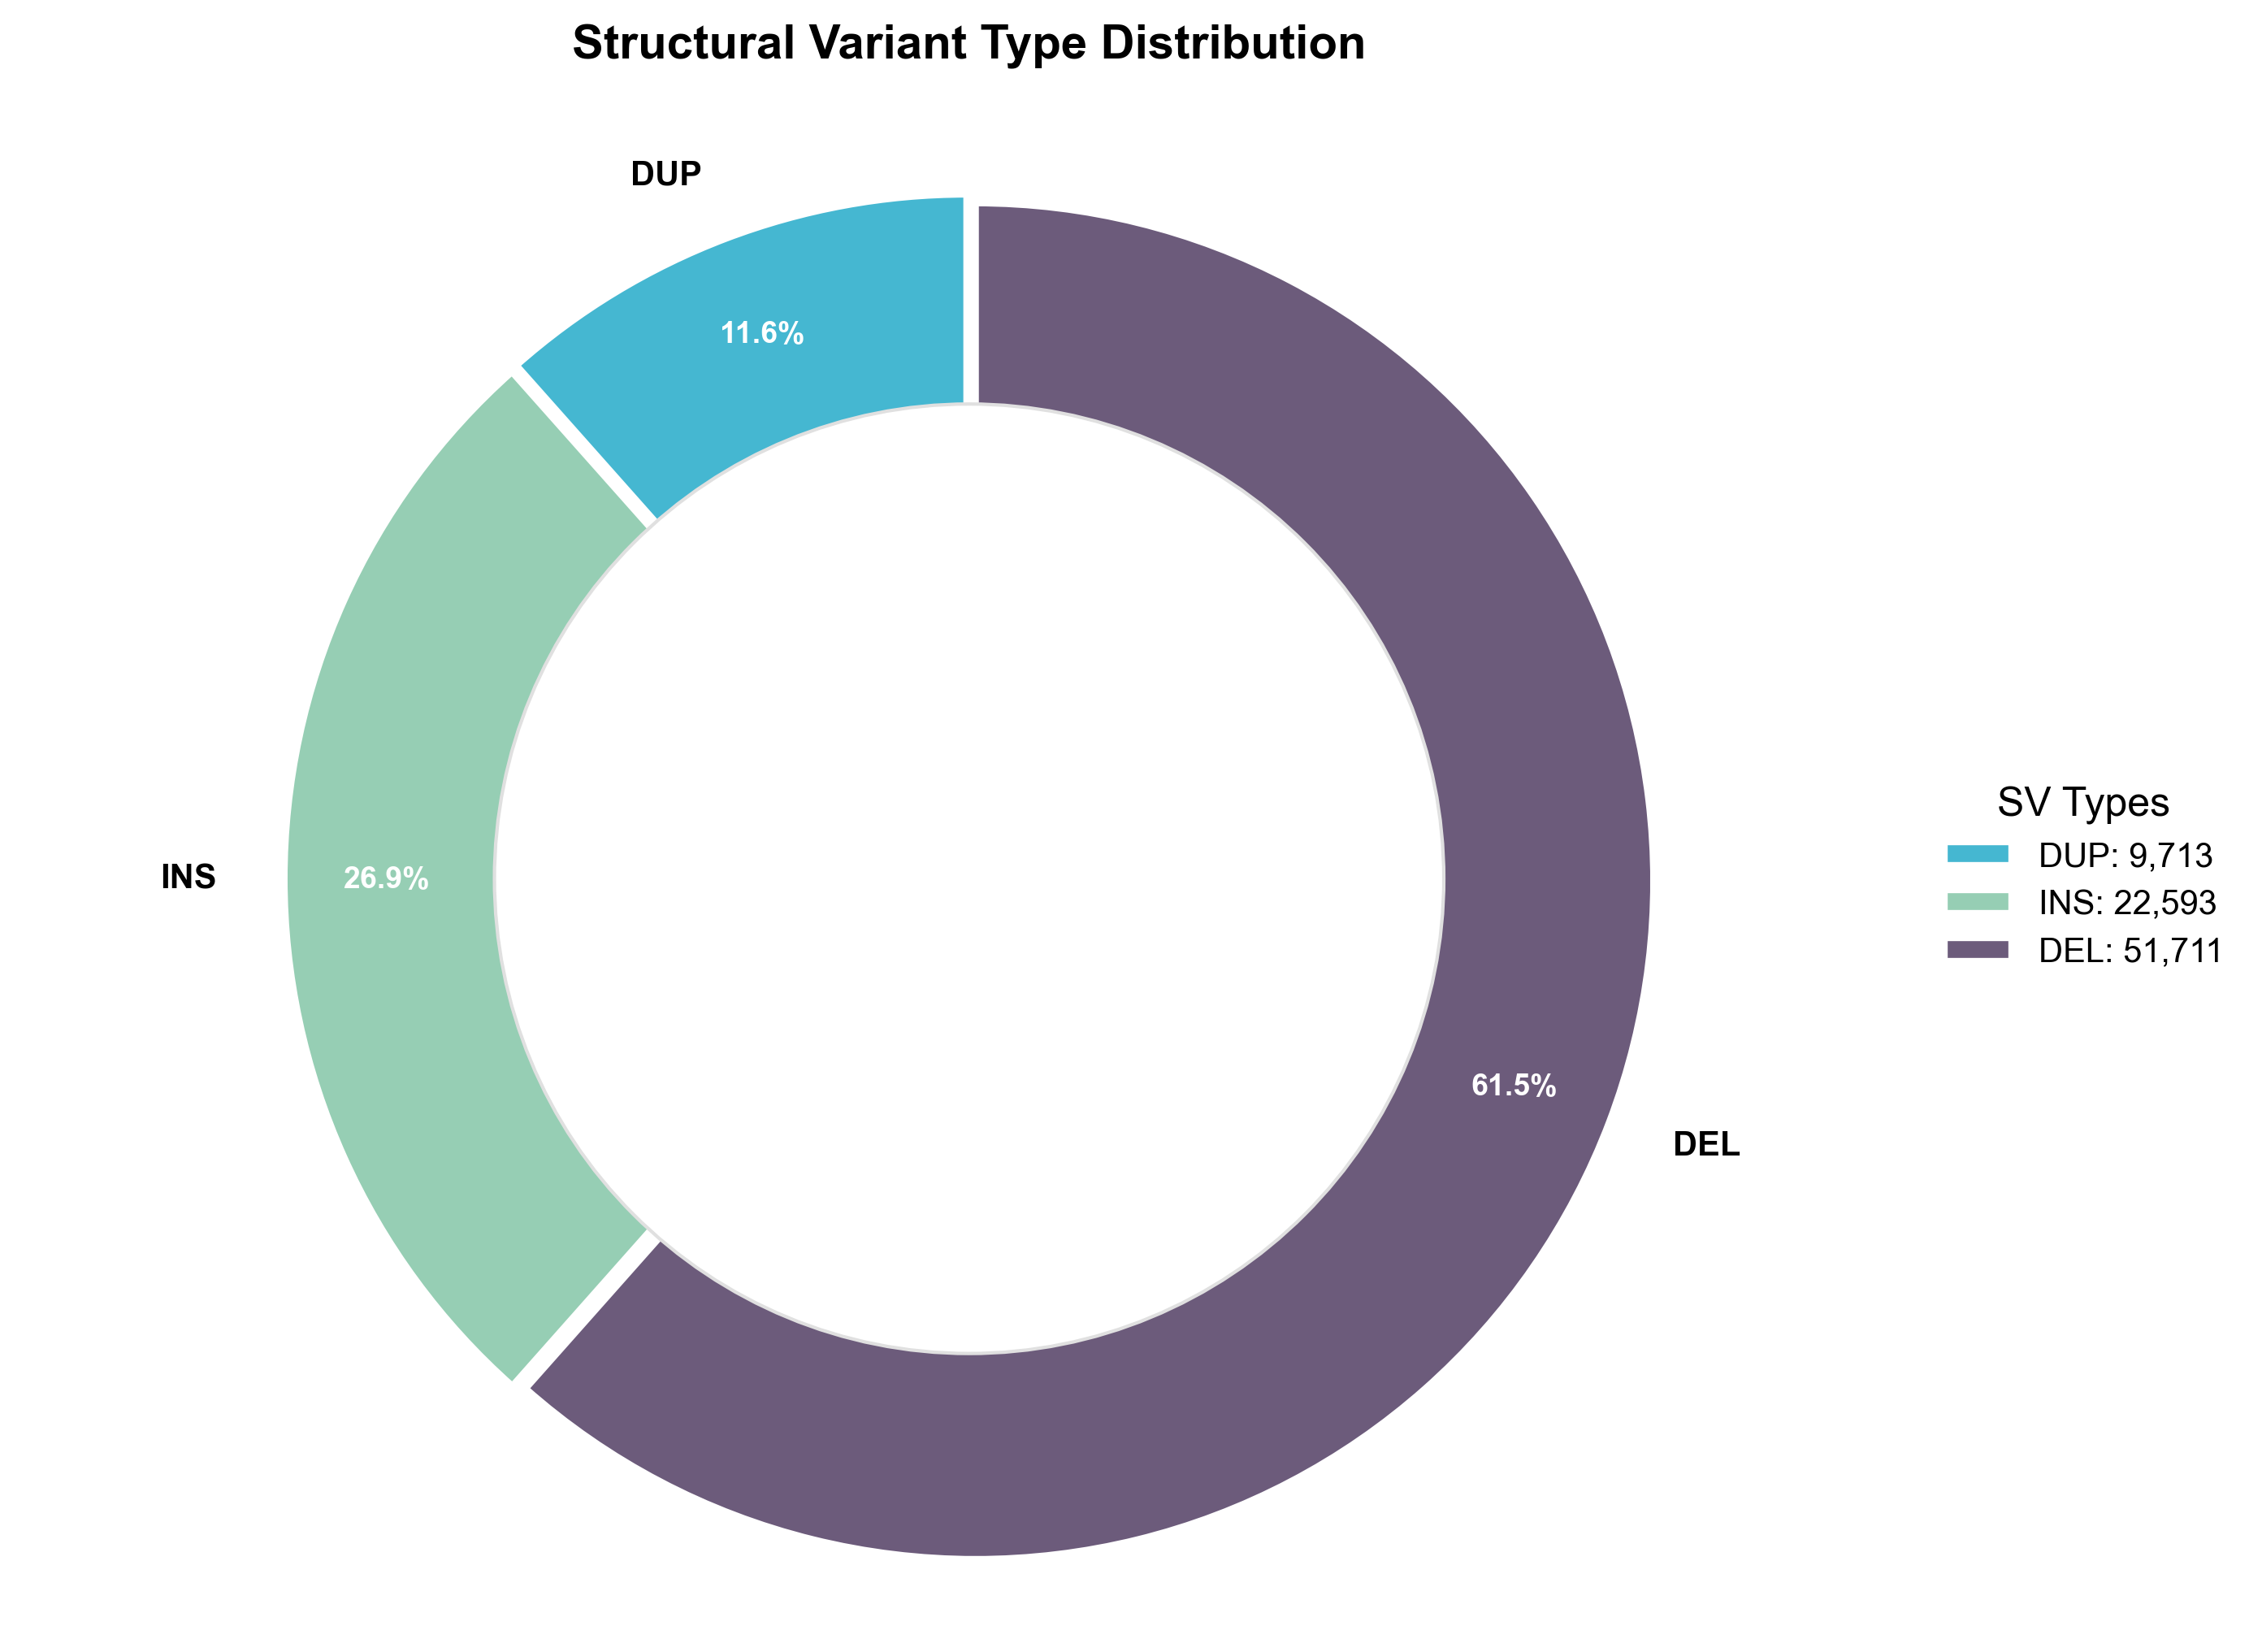 Structural Variant Type Distribution
DUP
11.6%
INS
26.9%
61.5%
DEL
SV Types
DUP: 9,713
INS: 22,593
DEL: 51,711